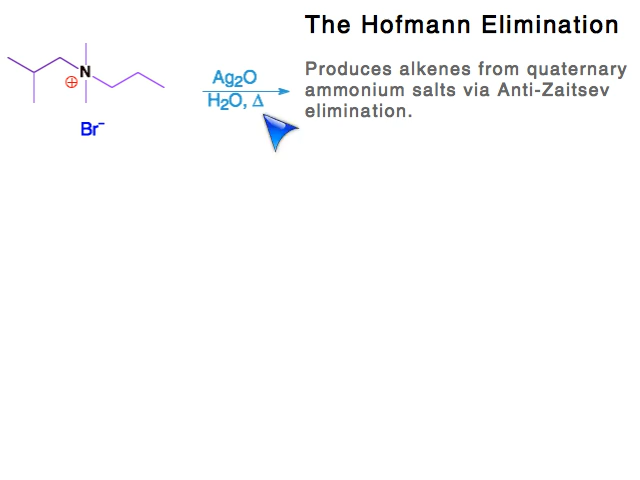 The Hofmann Elimination
Produces alkenes from quaternary
ammonium salts via Anti-Zaitsev
elimination.
N
⊕
Br⁻
Ag₂O
H₂O, Δ